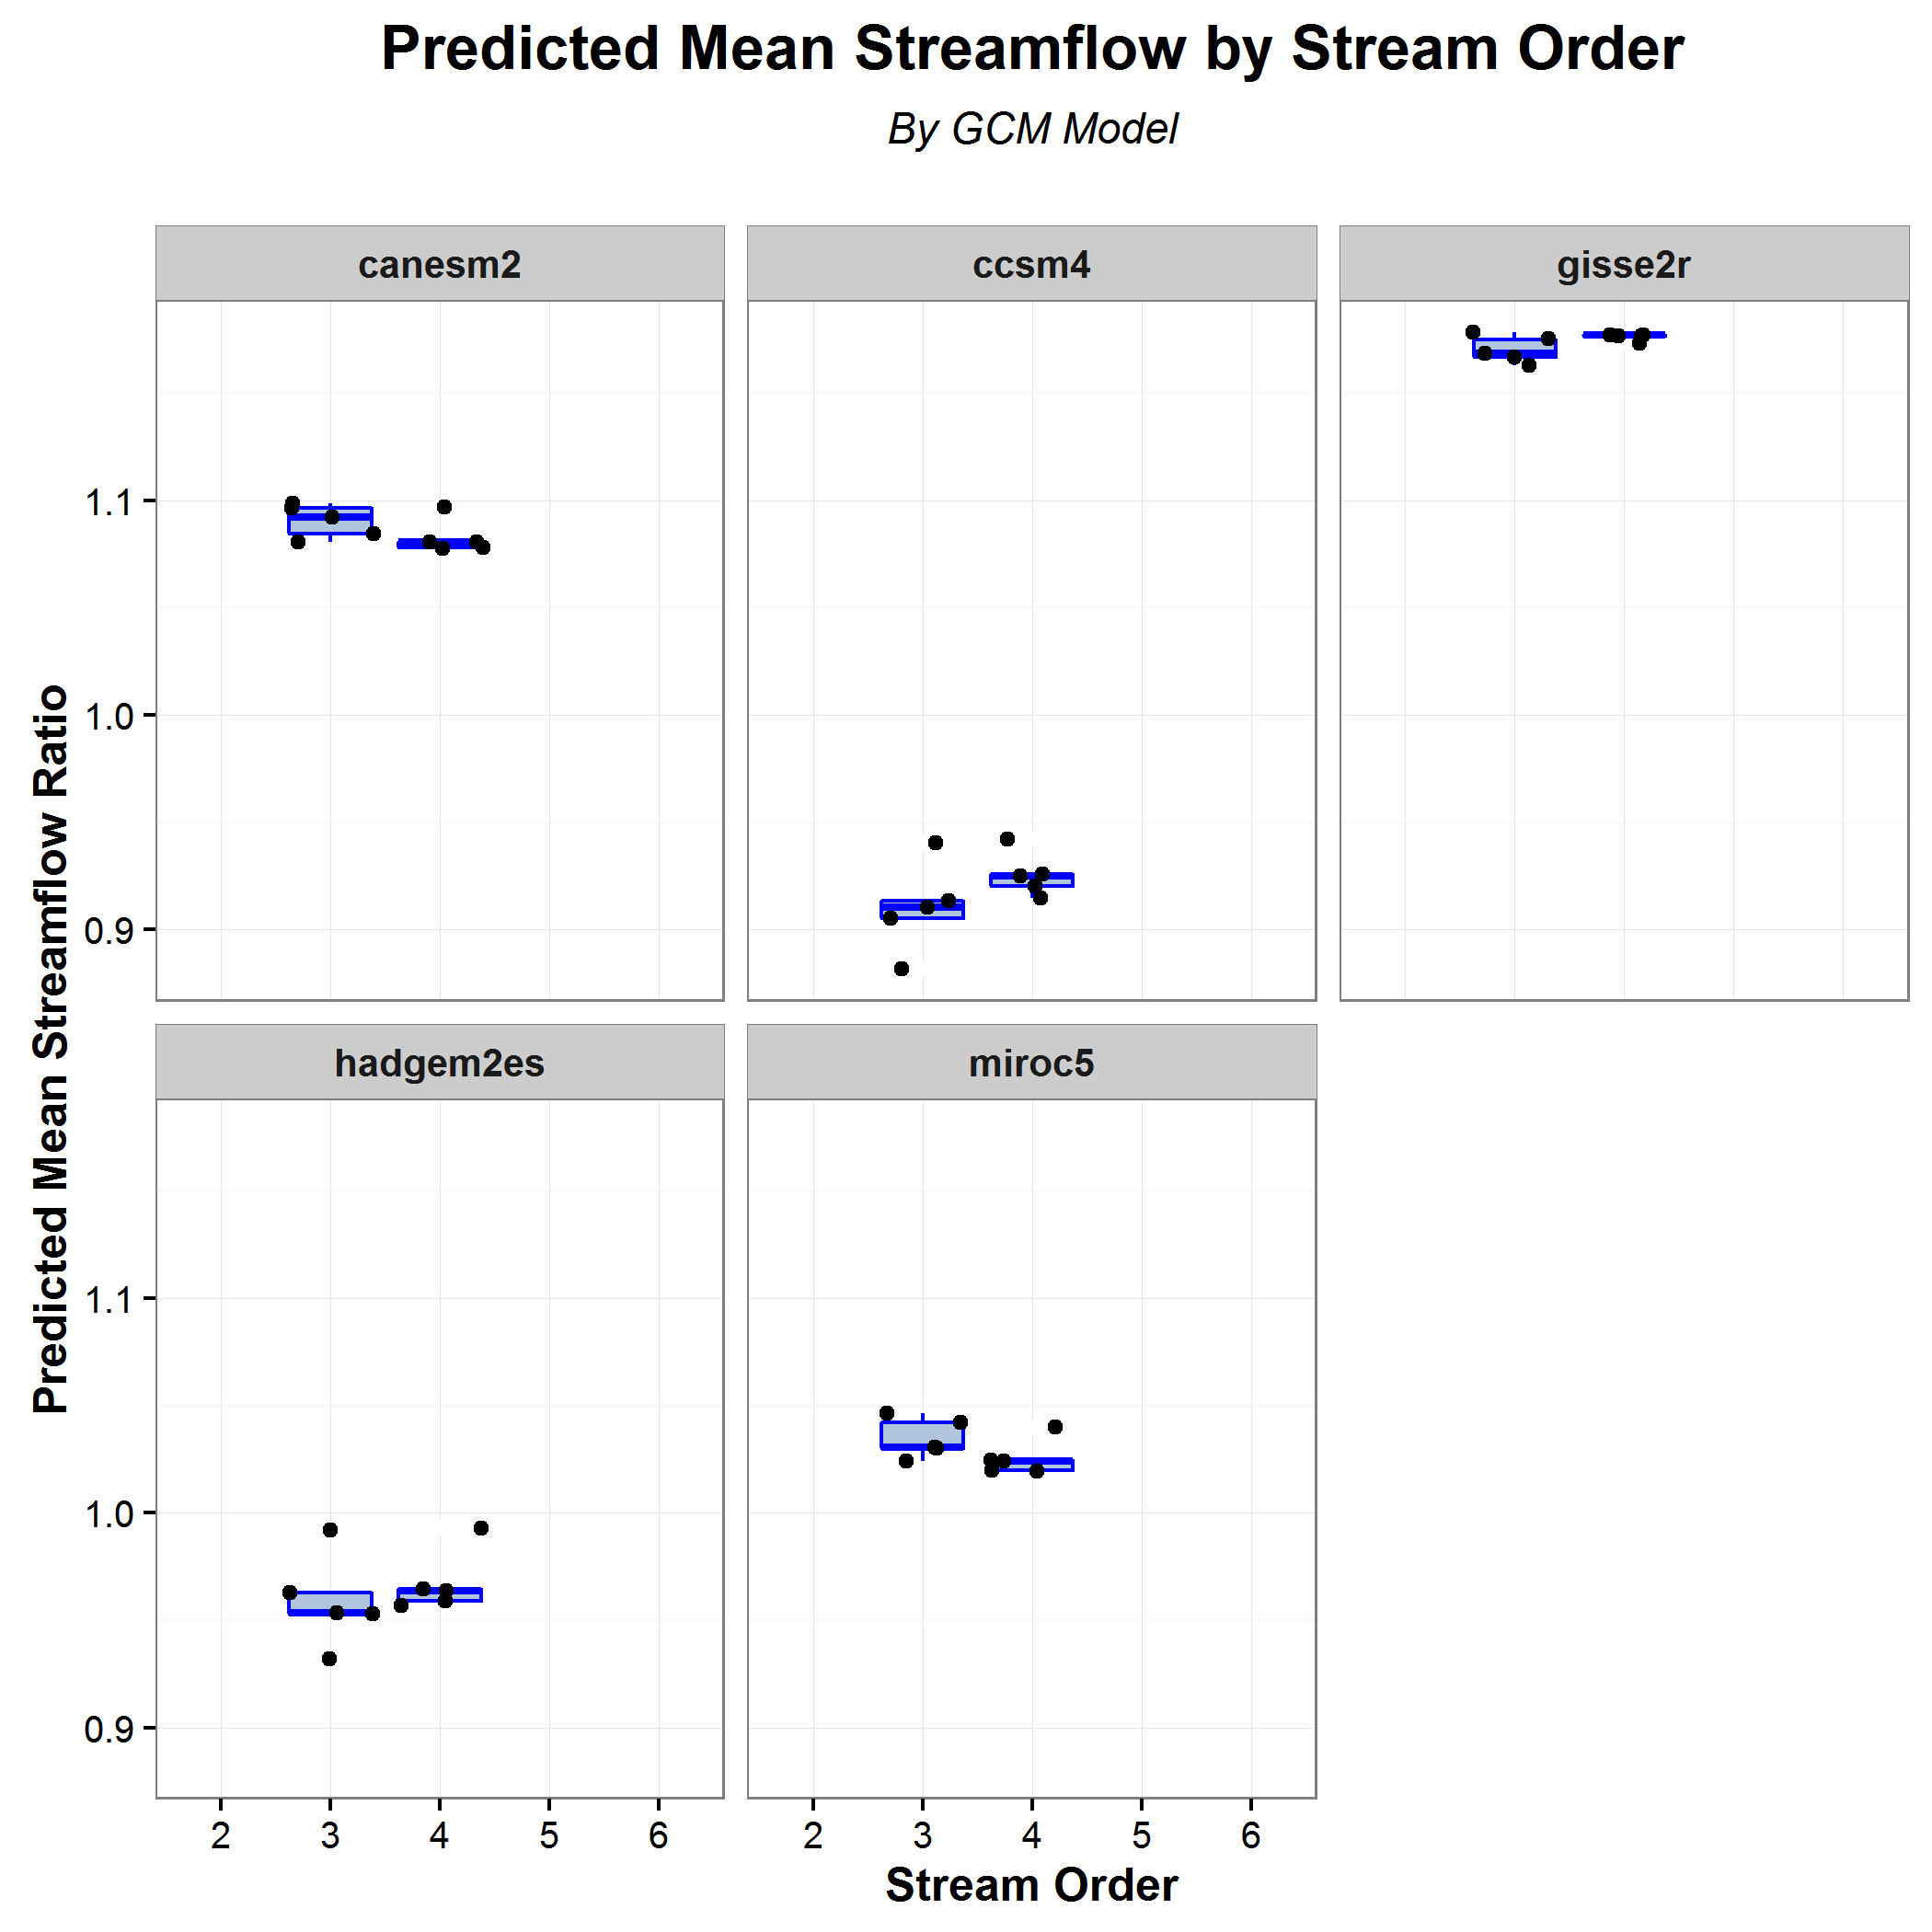 Predicted Mean Streamflow by Stream Order
By GCM Model
canesm2
ccsm4
gisse2r
1.1
1.0
0.9
hadgem2es
miroc5
1.1
1.0
0.9
2 3 4 5 6
2 3 4 5 6
Stream Order
Predicted Mean Streamflow Ratio